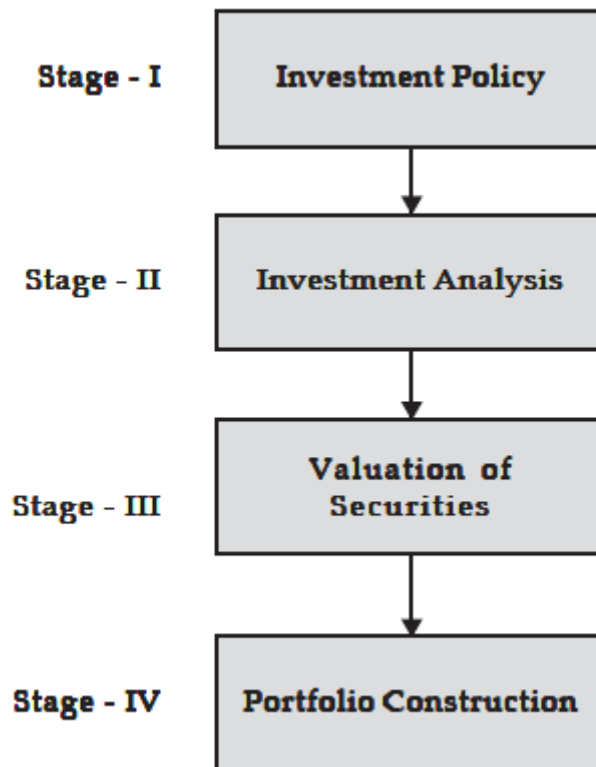 Stage - I
Investment Policy
Stage - II
Investment Analysis
Valuation of
Securities
Stage - III
Stage - IV
Portfolio Construction